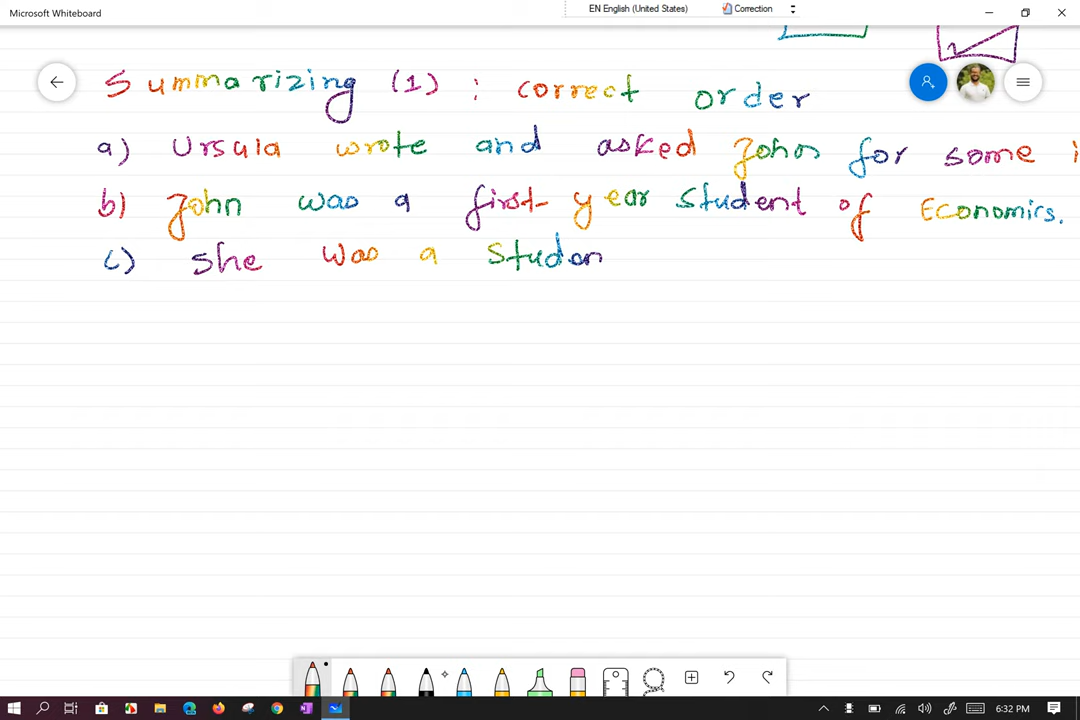 Microsoft Whiteboard
EN English (United States) Correction
Summarizing (1) : correct order
a) Ursula wrote and asked John for some
b) John was a first-year student of Economics.
c) She was a Studen
6:32 PM